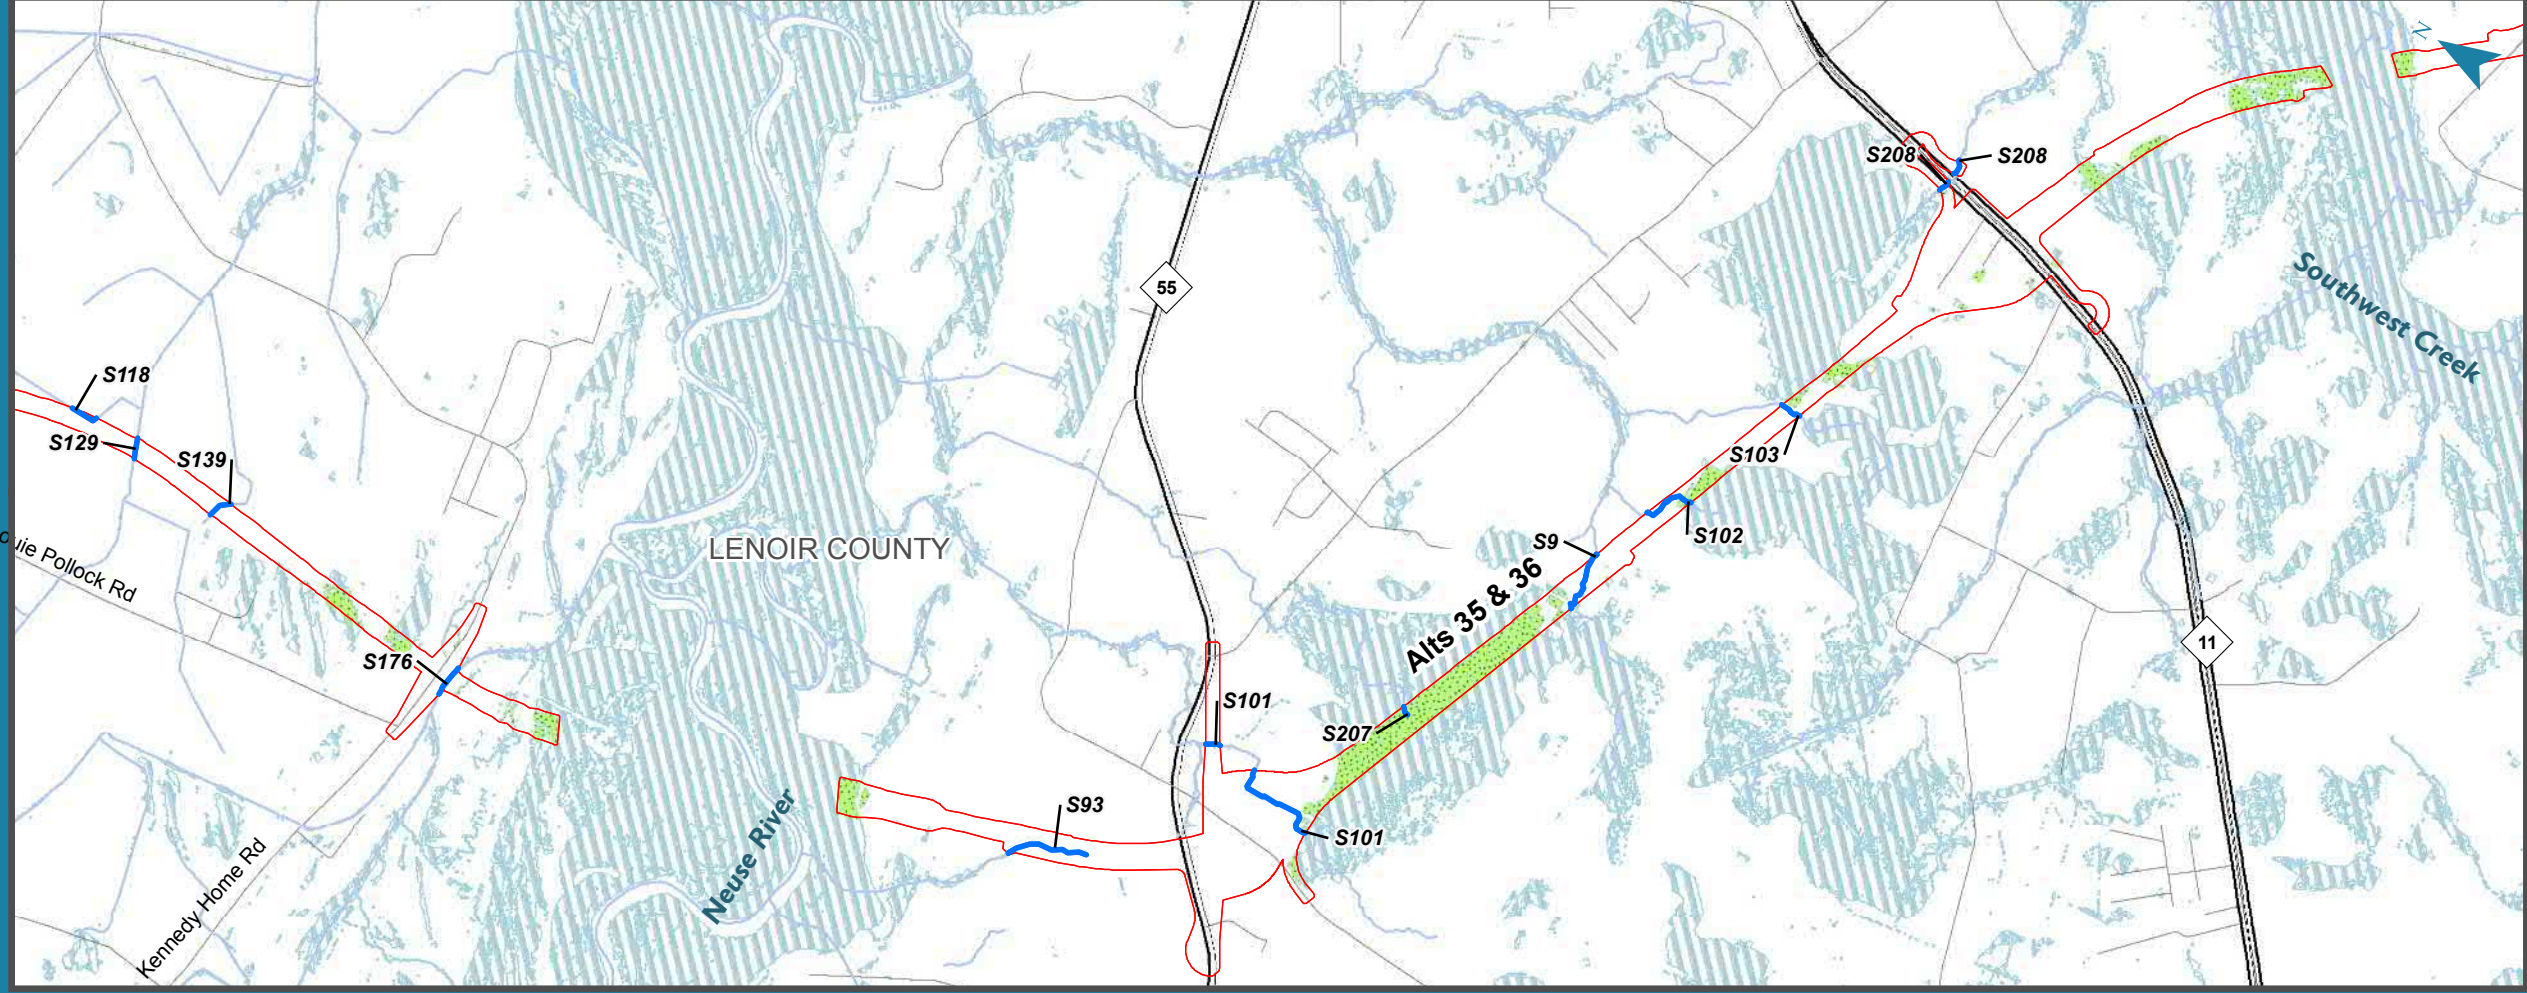 N
S208
S208
Southwest Creek
55
S118
S129
S139
S103
S9
S102
LENOIR COUNTY
Pollock Rd
Alts 35 & 36
11
S176
S101
S207
S93
S101
Neuse River
Kennedy Home Rd